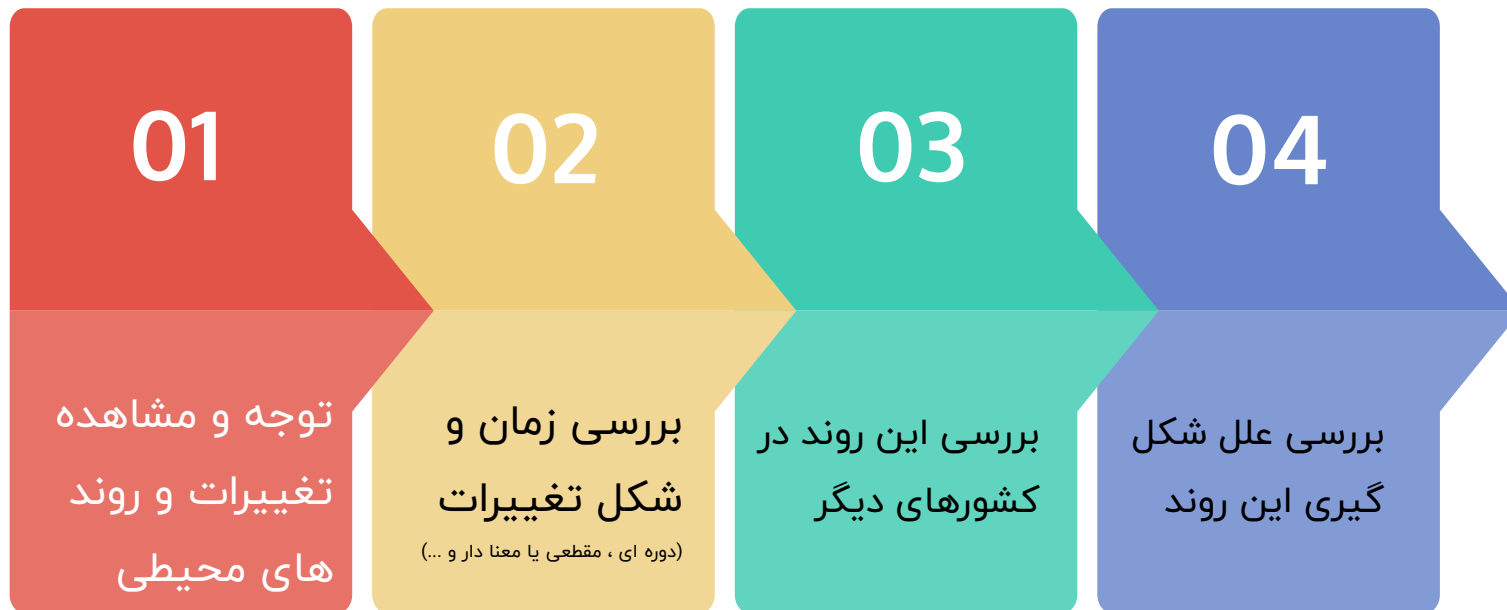 01
توجه و مشاهده
تغییرات و روند
های محیطی
02
بررسی زمان و
شکل تغییرات
(دوره ای ، مقطعی یا معنا دار و ...)
03
بررسی این روند در
کشورهای دیگر
04
بررسی علل شکل
گیری این روند